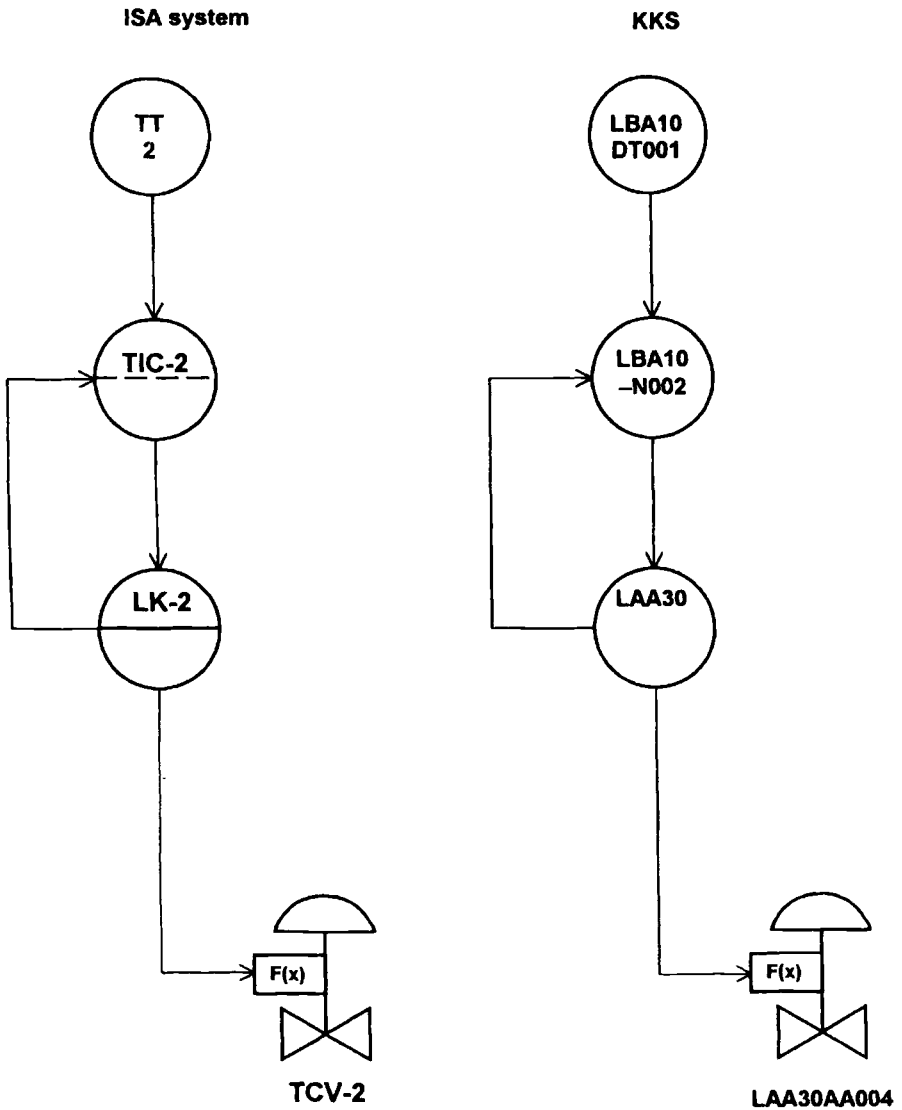 ISA system
TT
2
TIC-2
LK-2
F(x)
TCV-2
KKS
LBA10
DT001
LBA10
–N002
LAA30
F(x)
LAA30AA004